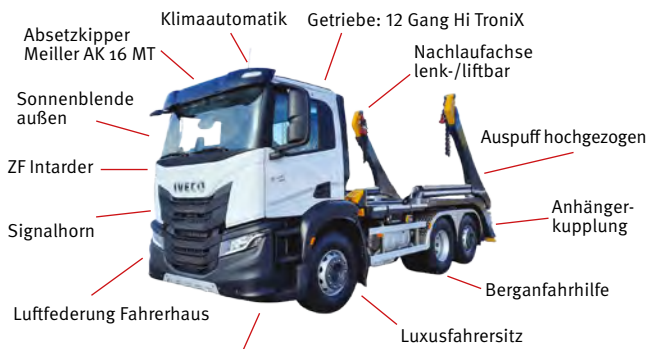 Klimaautomatik
Getriebe: 12 Gang Hi TroniX
Absetzkipper
Meiller AK 16 MT
Nachlaufachse
lenk-/liftbar
Sonnenblende
außen
Auspuff hochgezogen
ZF Intarder
IVECO
Anhänger-
kupplung
Signalhorn
Berganfahrhilfe
Luftfederung Fahrerhaus
Luxusfahrersitz